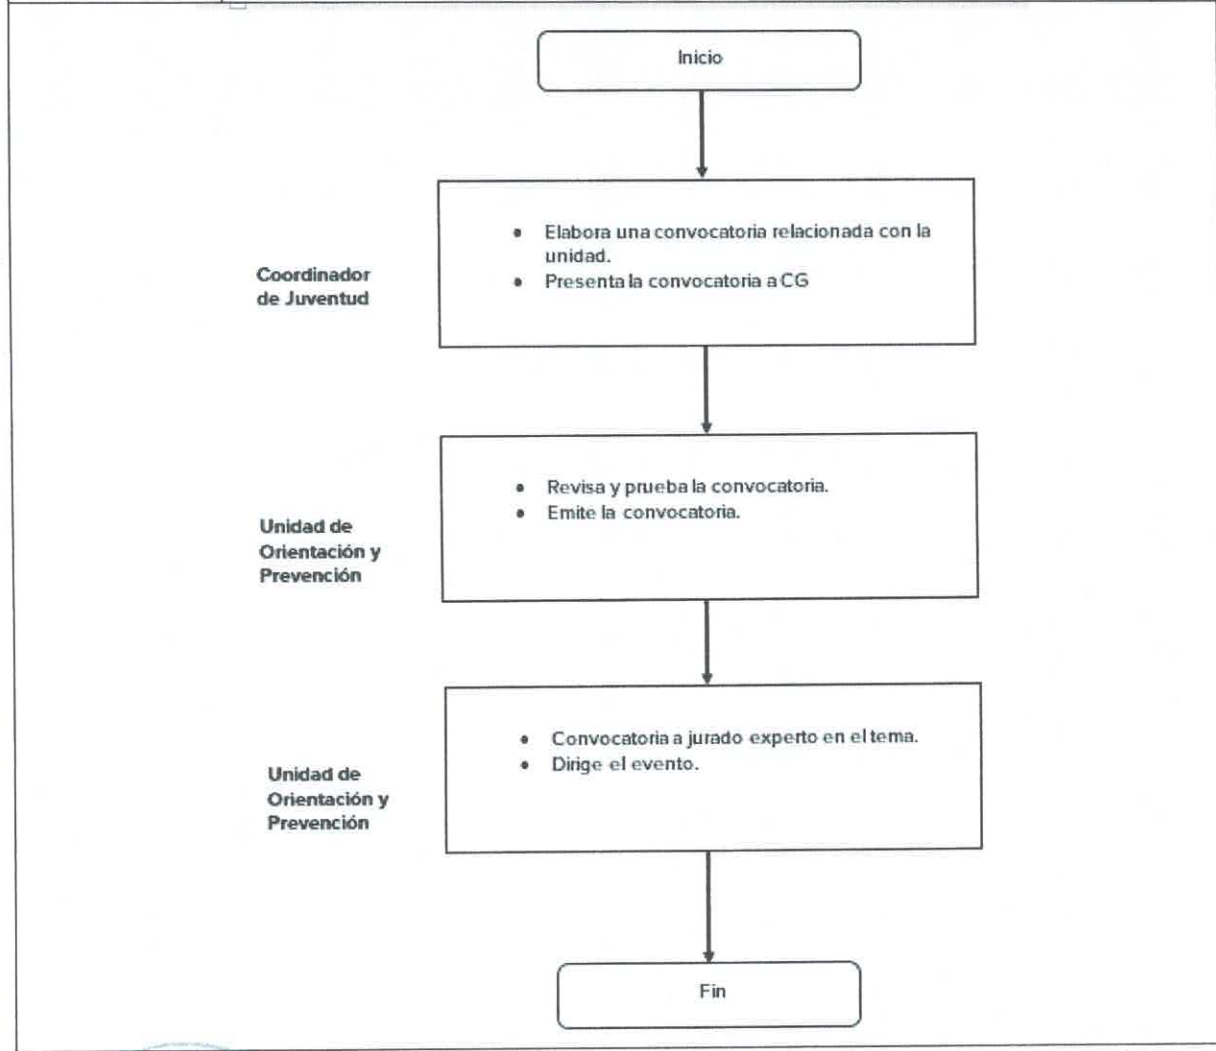 Inicio
Coordinador
de Juventud
• Elabora una convocatoria relacionada con la
unidad.
• Presenta la convocatoria a CG
Unidad de
Orientación y
Prevención
• Revisa y prueba la convocatoria.
• Emite la convocatoria.
Unidad de
Orientación y
Prevención
• Convocatoria a jurado experto en el tema.
• Dirige el evento.
Fin